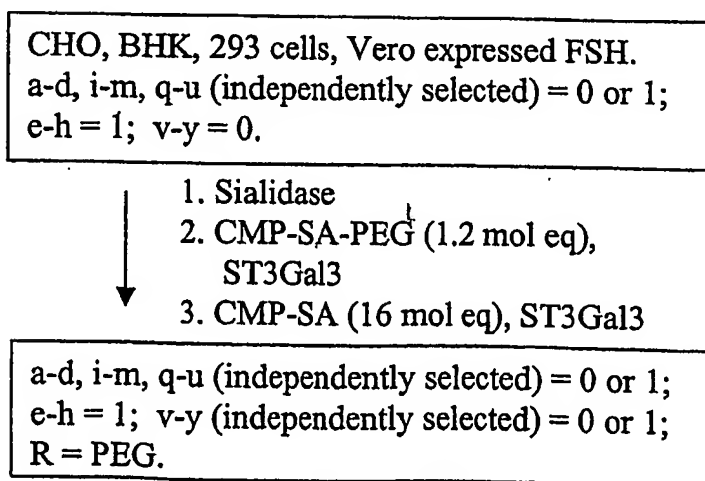 CHO, BHK, 293 cells, Vero expressed FSH.
a-d, i-m, q-u (independently selected) = 0 or 1;
e-h = 1; v-y = 0.
1. Sialidase
2. CMP-SA-PEG (1.2 mol eq),
ST3Gal3
3. CMP-SA (16 mol eq), ST3Gal3
a-d, i-m, q-u (independently selected) = 0 or 1;
e-h = 1; v-y (independently selected) = 0 or 1;
R = PEG.